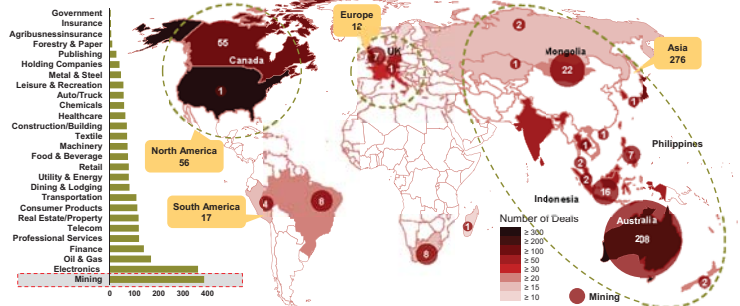 Government
Insurance
Agribusnessinsurance
Forestry & Paper
Publishing
Holding Companies
Metal & Steel
Leisure & Recreation
Auto/Truck
Chemicals
Healthcare
Construction/Building
Textile
Machinery
Food & Beverage
Retail
Utility & Energy
Dining & Lodging
Transportation
Consumer Products
Real Estate/Property
Telecom
Professional Services
Finance
Oil & Gas
Electronics
Mining
0 100 200 300 400
55
Canada
1
North America
56
South America
17
4
8
Europe
12
7
UK
1
8
1
2
1
Mongolia
22
Asia
276
1
1
1
2
2
7
Philippines
Indonesia
16
Australia
208
2
Number of Deals
≥ 300
≥ 200
≥ 100
≥ 50
≥ 30
≥ 20
≥ 15
≥ 10
Mining